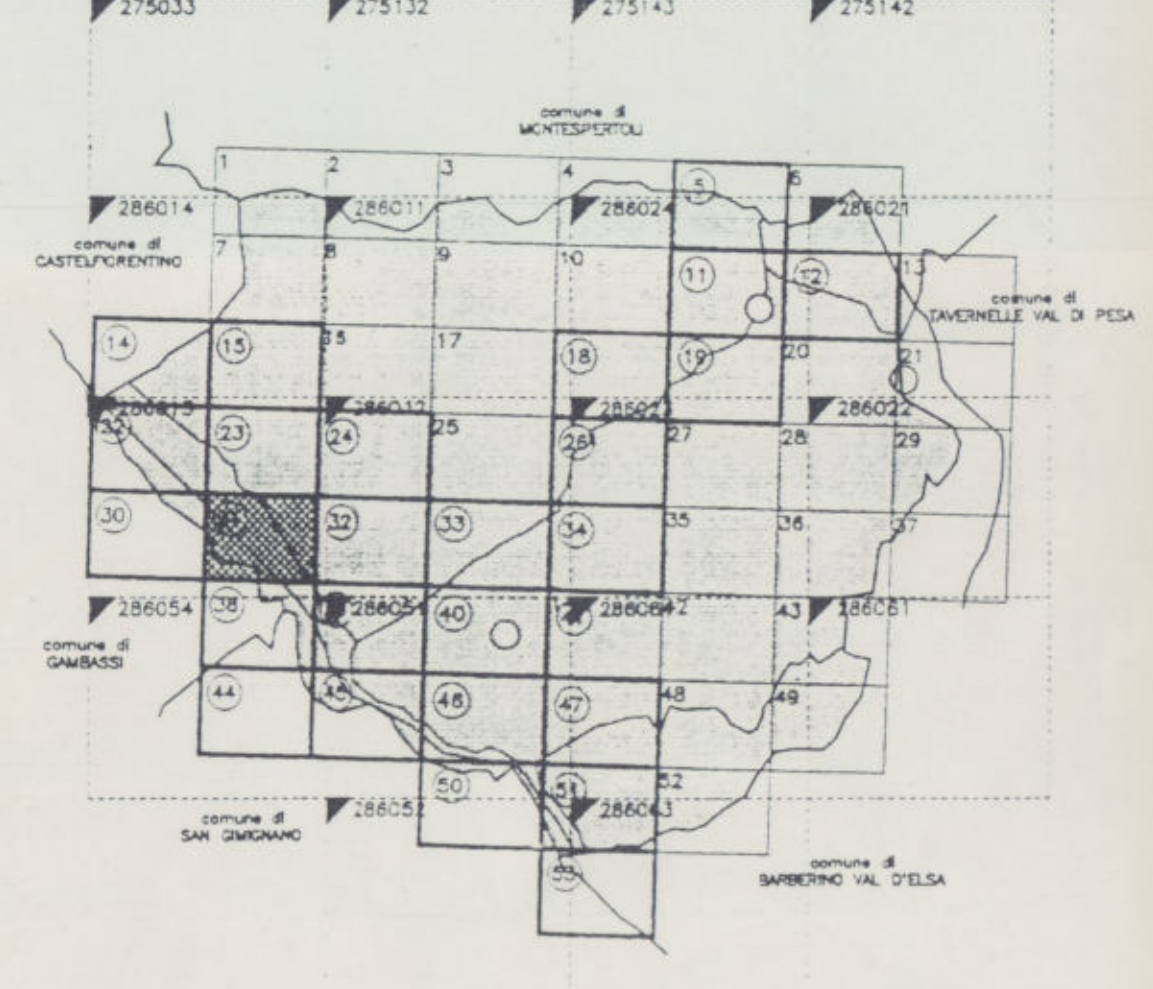 275033 275132 275143 275142
comune di
MONTESPERTOLI
1 2 3 4 5 6
286014 286011 286024 286021
comune di
CASTELFIORENTINO
7 8 9 10 11 12 13
comune di
TAVERNELLE VAL DI PESA
14 15 17 18 19 20 21
286013 286012 286023 286022
23 24 25 26 27 28 29
30 32 33 34 35 36 37
38 40 42 43
286054 286051 286064 286061
comune di
GAMBASSI
44 45 46 47 48 49
50 51 52
286052 286063
comune di
SAN GIMIGNANO
comune di
BARBERINO VAL D'ELSA
53